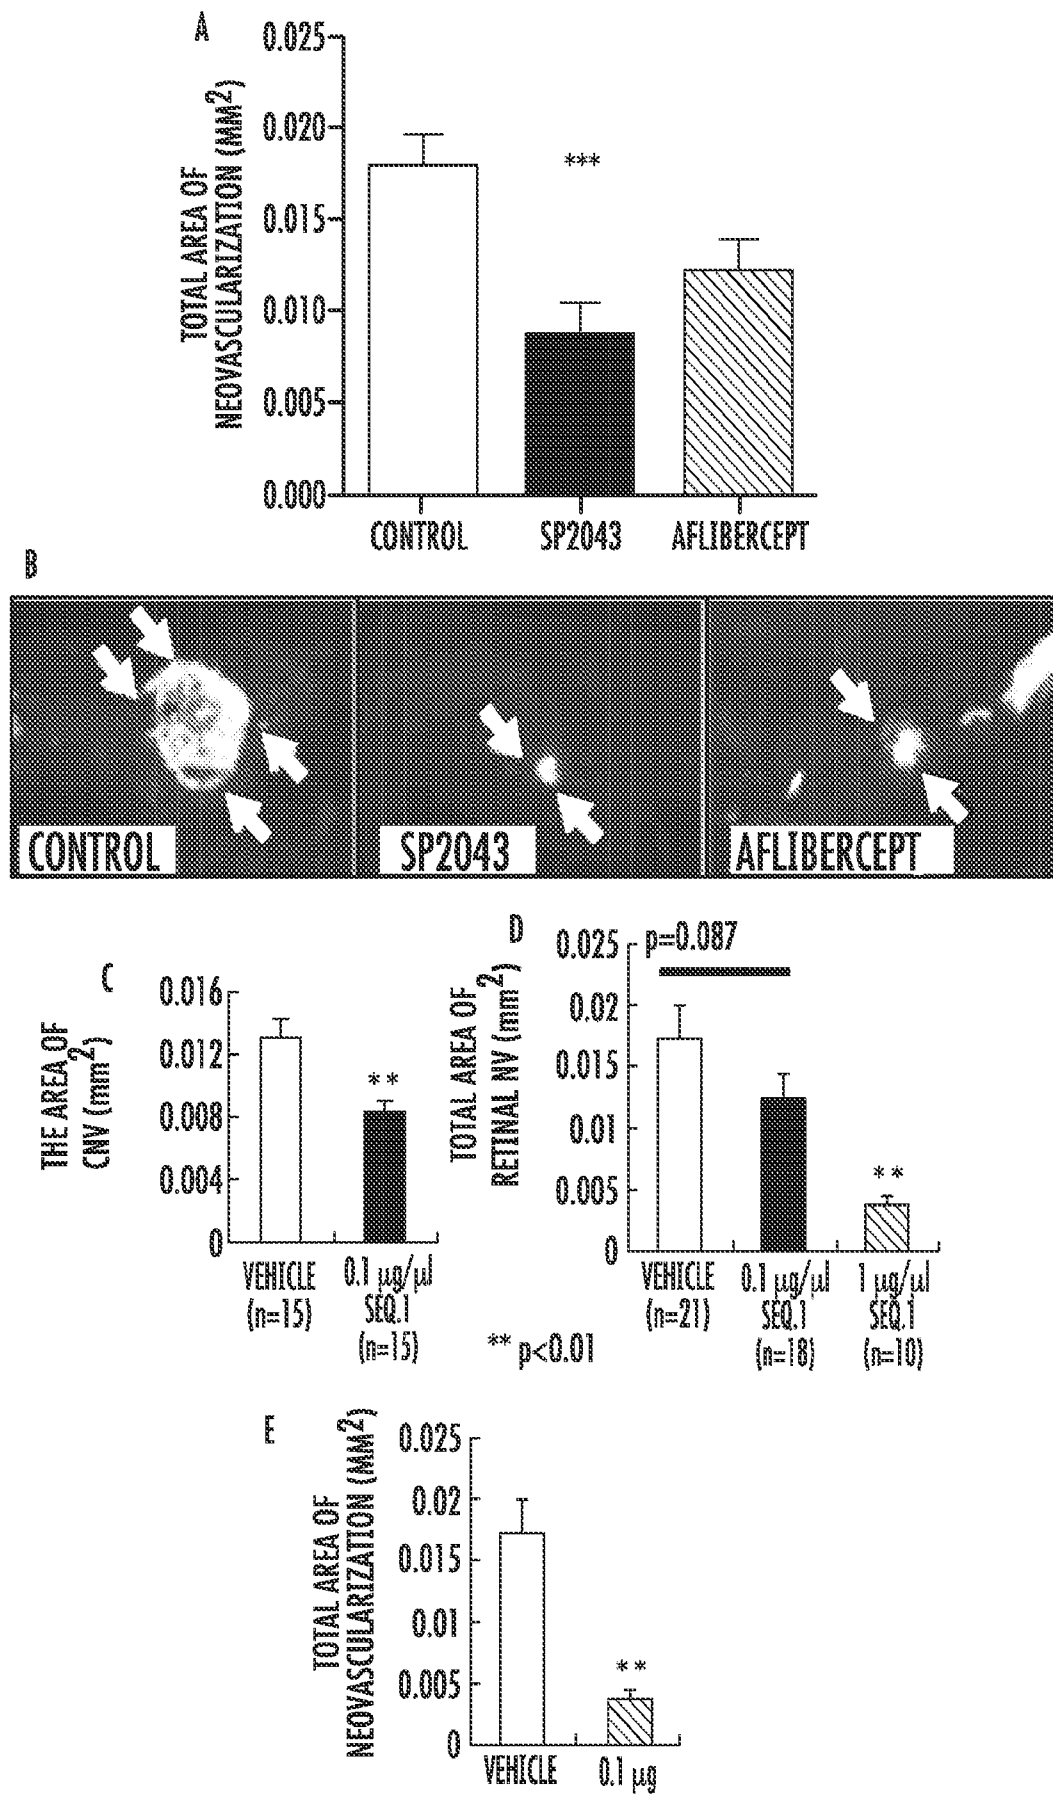 A
TOTAL AREA OF
NEOVASCULARIZATION (MM2)
0.025
0.020
0.015
0.010
0.005
0.000
***
CONTROL SP2043 AFLIBERCEPT
B
CONTROL SP2043 AFLIBERCEPT
C
THE AREA OF
CNV (mm2)
0.016
0.012
0.008
0.004
0
**
VEHICLE
(n=15)
0.1 µg/µl
SEQ.1
(n=15)
D
TOTAL AREA OF
RETINAL NV (mm2)
0.025
0.02
0.015
0.01
0.005
0
p=0.087
**
VEHICLE
(n=21)
0.1 µg/µl
SEQ.1
(n=18)
1 µg/µl
SEQ.1
(n=10)
** p<0.01
E
TOTAL AREA OF
NEOVASCULARIZATION (MM2)
0.025
0.02
0.015
0.01
0.005
0
**
VEHICLE 0.1 µg